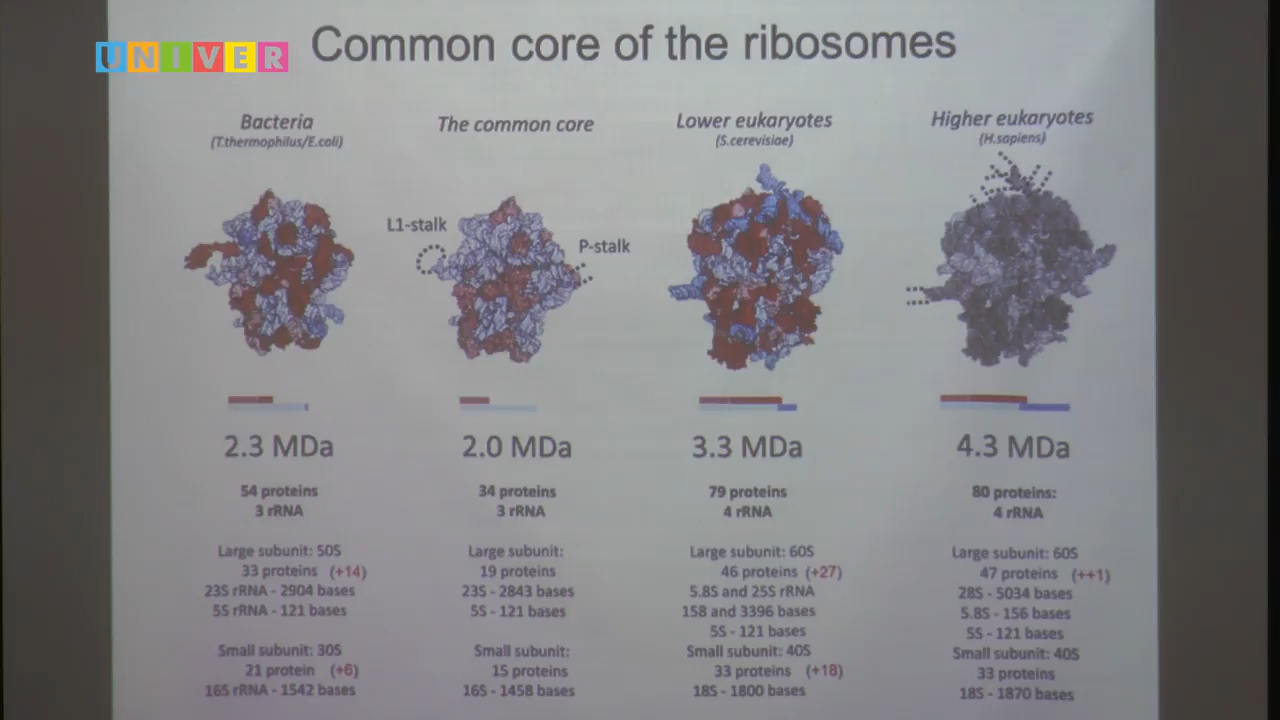 UNIVER
Common core of the ribosomes
Bacteria
(T.thermophilus/E.coli)
The common core
Lower eukaryotes
(S.cerevisiae)
Higher eukaryotes
(H.sapiens)
L1-stalk
P-stalk
2.3 MDa
54 proteins
3 rRNA
Large subunit: 50S
33 proteins (+14)
23S rRNA - 2904 bases
5S rRNA - 121 bases
Small subunit: 30S
21 protein (+6)
16S rRNA - 1542 bases
2.0 MDa
34 proteins
3 rRNA
Large subunit:
19 proteins
23S - 2843 bases
5S - 121 bases
Small subunit:
15 proteins
16S - 1458 bases
3.3 MDa
79 proteins
4 rRNA
Large subunit: 60S
46 proteins (+27)
5.8S and 25S rRNA
158 and 3396 bases
5S - 121 bases
Small subunit: 40S
33 proteins (+18)
18S - 1800 bases
4.3 MDa
80 proteins:
4 rRNA
Large subunit: 60S
47 proteins (++1)
28S - 5034 bases
5.8S - 156 bases
5S - 121 bases
Small subunit: 40S
33 proteins
18S - 1870 bases